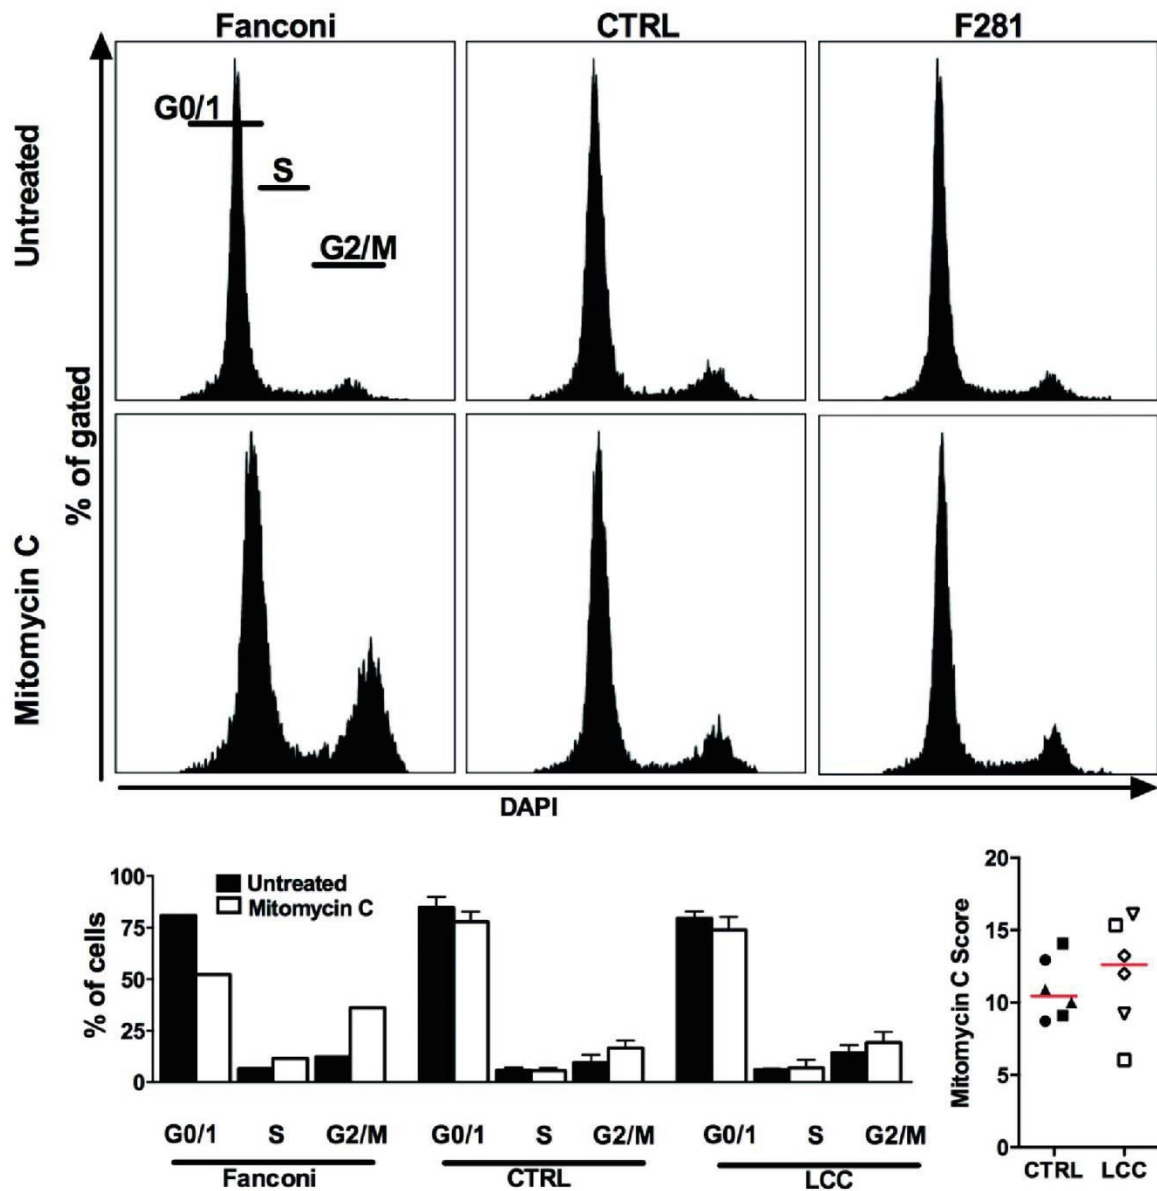 Fanconi CTRL F281
Untreated
G0/1
S
G2/M
% of gated
Mitomycin C
DAPI
% of cells
100
75
50
25
0
Untreated
Mitomycin C
G0/1 S G2/M G0/1 S G2/M G0/1 S G2/M
Fanconi CTRL LCC
Mitomycin C Score
20
15
10
5
0
CTRL LCC